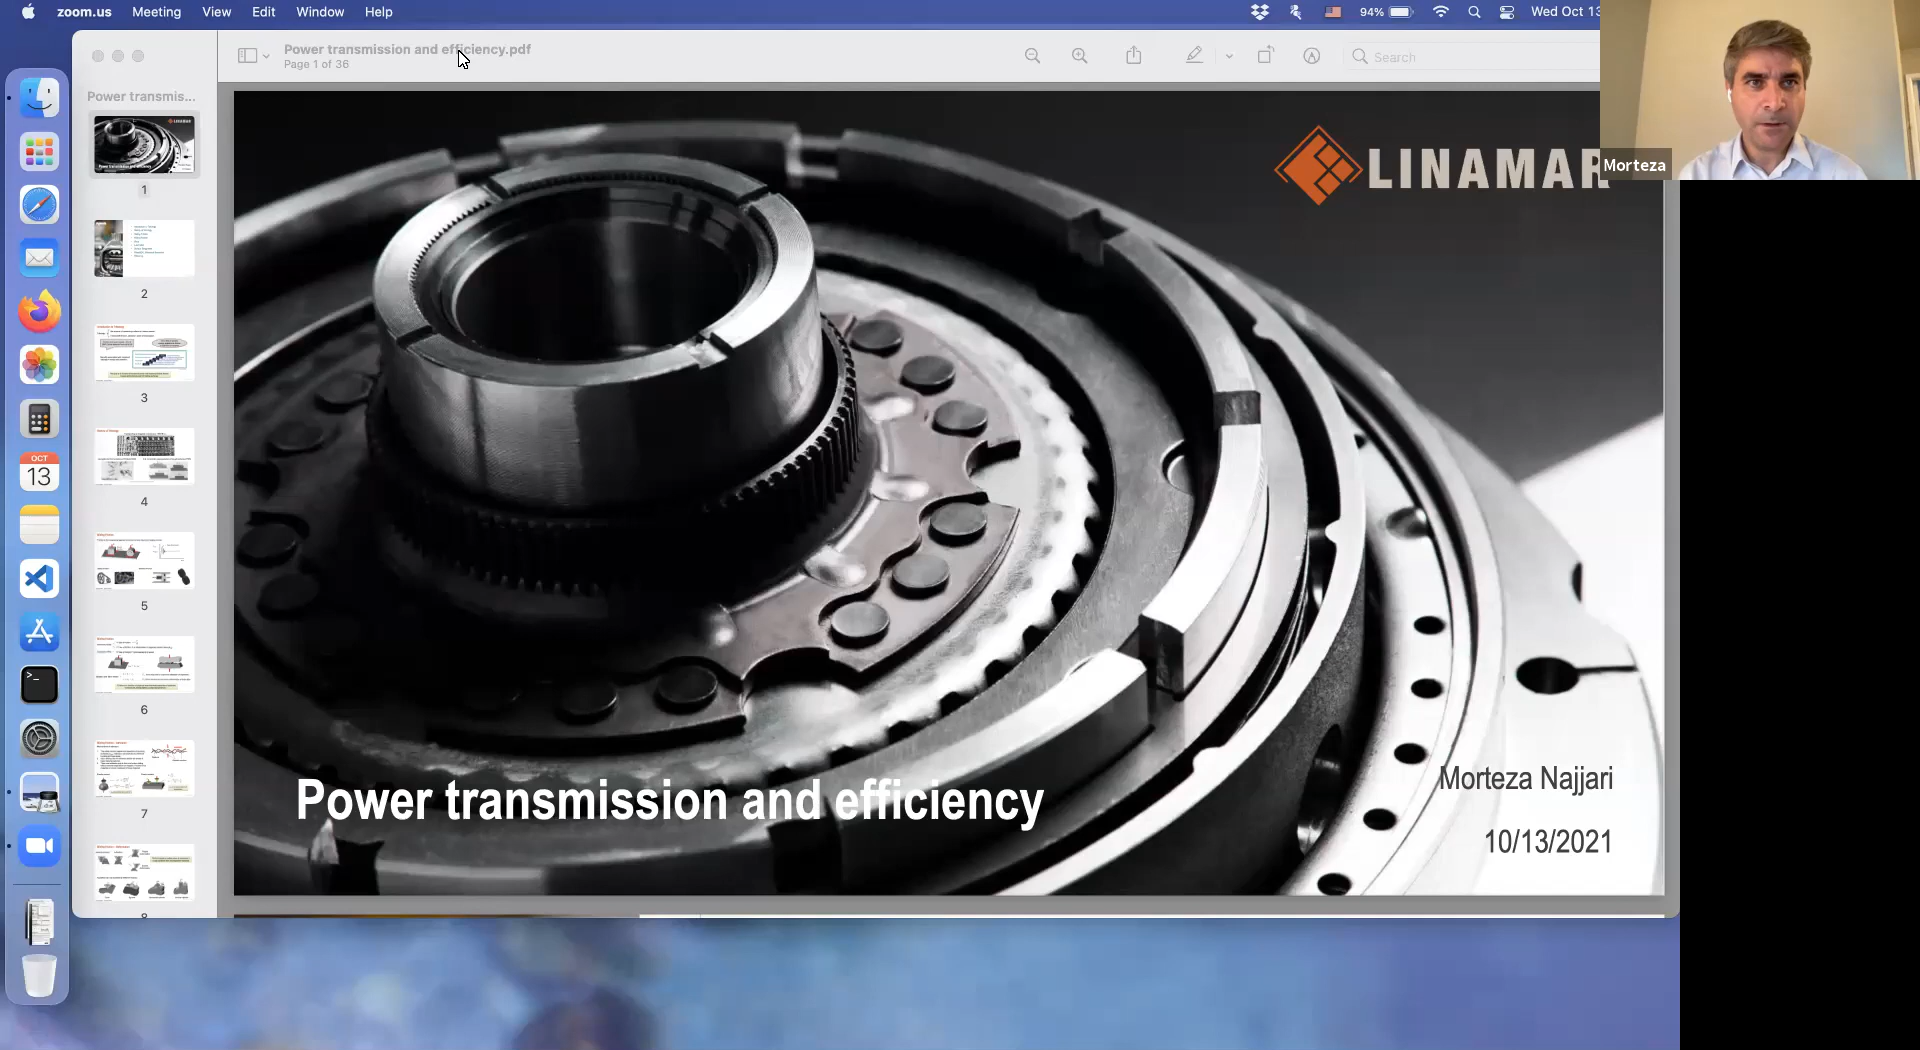 zoom.us Meeting View Edit Window Help
94% Wed Oct 13
Power transmission and efficiency.pdf
Page 1 of 36
Search
Power transmis...
1
2
3
4
5
6
7
8
OCT
13
LINAMAR
Morteza
Power transmission and efficiency
Morteza Najjari
10/13/2021